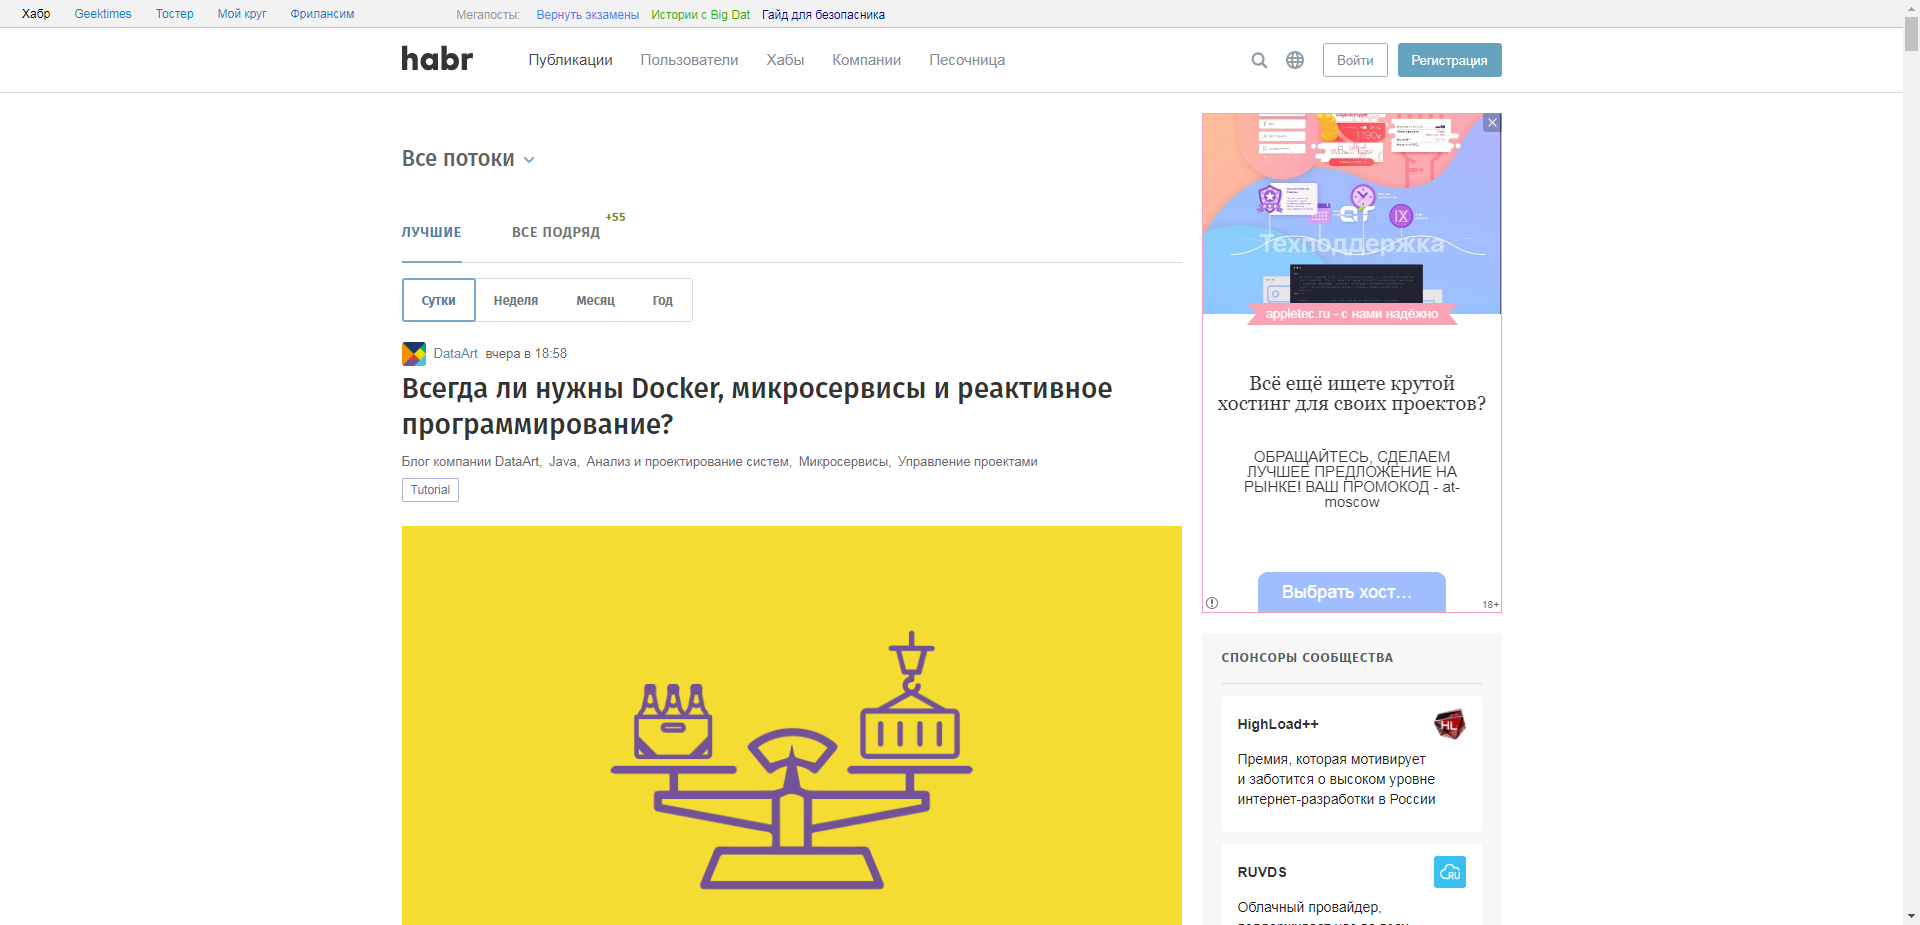 Хабр Geektimes Тостер Мой круг Фрилансим Мегапосты: Вернуть экзамены Истории с Big Dat Гайд для безопасника
habr Публикации Пользователи Хабы Компании Песочница Войти Регистрация
Все потоки
ЛУЧШИЕ ВСЕ ПОДРЯД +55
Сутки Неделя Месяц Год
DataArt вчера в 18:58
Всегда ли нужны Docker, микросервисы и реактивное
программирование?
Блог компании DataArt, Java, Анализ и проектирование систем, Микросервисы, Управление проектами
Tutorial
1190
IX
Техподдержка
appletec.ru - с нами надёжно
Всё ещё ищете крутой
хостинг для своих проектов?
ОБРАЩАЙТЕСЬ, СДЕЛАЕМ
ЛУЧШЕЕ ПРЕДЛОЖЕНИЕ НА
РЫНКЕ! ВАШ ПРОМОКОД - at-
moscow
Выбрать хост...
18+
СПОНСОРЫ СООБЩЕСТВА
HighLoad++
HL
Премия, которая мотивирует
и заботится о высоком уровне
интернет-разработки в России
RUVDS
RU
Облачный провайдер,